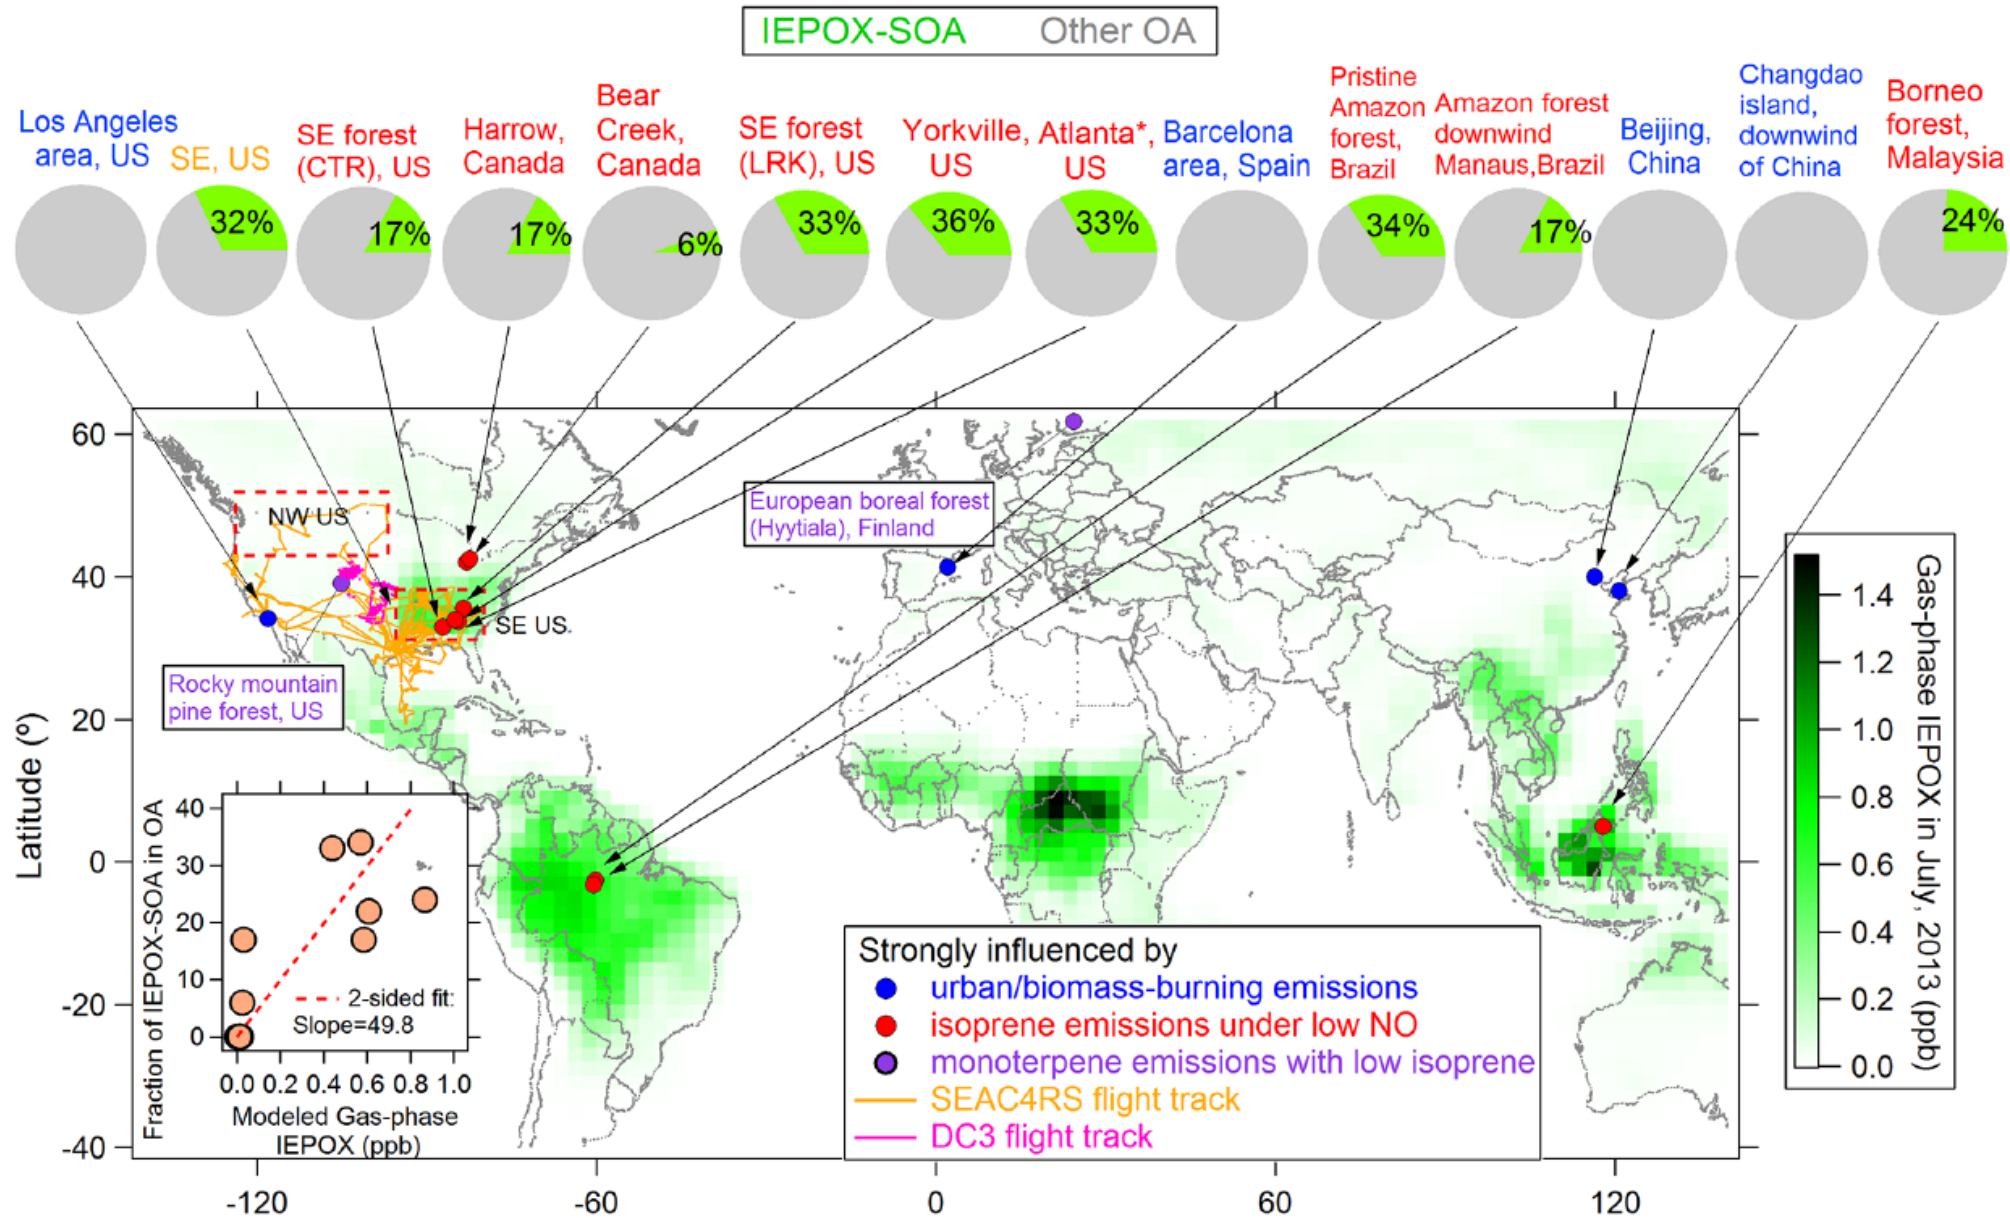 IEPOX-SOA Other OA
Los Angeles
area, US
SE, US
SE forest
(CTR), US
Harrow,
Canada
Bear
Creek,
Canada
SE forest
(LRK), US
Yorkville,
US
Atlanta*,
US
Barcelona
area, Spain
Pristine
Amazon
forest,
Brazil
Amazon forest
downwind
Manaus,Brazil
Beijing,
China
Changdao
island,
downwind
of China
Borneo
forest,
Malaysia
32%
17%
17%
6%
33%
36%
33%
34%
17%
24%
Latitude (º)
60
40
20
0
-20
-40
-120
-60
0
60
120
NW US
SE US
European boreal forest
(Hyytiala), Finland
Rocky mountain
pine forest, US
Fraction of IEPOX-SOA in OA
40
30
20
10
0
2-sided fit:
Slope=49.8
0.0 0.2 0.4 0.6 0.8 1.0
Modeled Gas-phase
IEPOX (ppb)
Strongly influenced by
urban/biomass-burning emissions
isoprene emissions under low NO
monoterpene emissions with low isoprene
SEAC4RS flight track
DC3 flight track
1.4
1.2
1.0
0.8
0.6
0.4
0.2
0.0
Gas-phase IEPOX in July, 2013 (ppb)